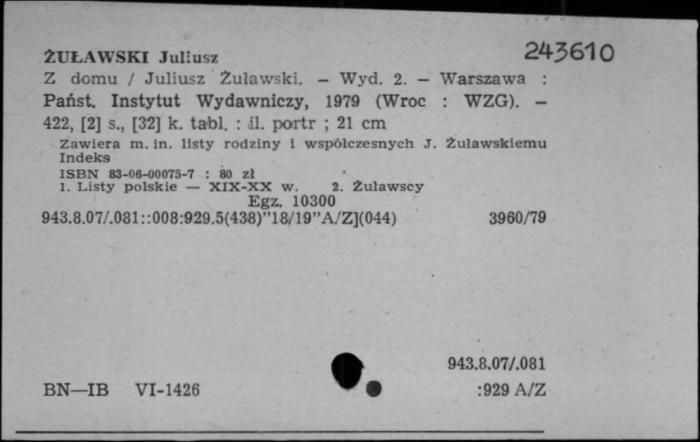 ŻUŁAWSKI Juliusz 243610
Z domu / Juliusz Żuławski. — Wyd. 2. — Warszawa :
Państ. Instytut Wydawniczy, 1979 (Wroc : WZG). —
422, [2] s., [32] k. tabl. : il. portr ; 21 cm
Zawiera m. in. listy rodziny i współczesnych J. Żuławskiemu
Indeks
ISBN 83-06-00075-7 : 80 zł
1. Listy polskie — XIX-XX w. 2. Żuławscy
Egz. 10300
943.8.07/.081::008:929.5(438)”18/19”A/Z](044) 3960/79
943.8.07/.081
BN—IB VI-1426 :929 A/Z